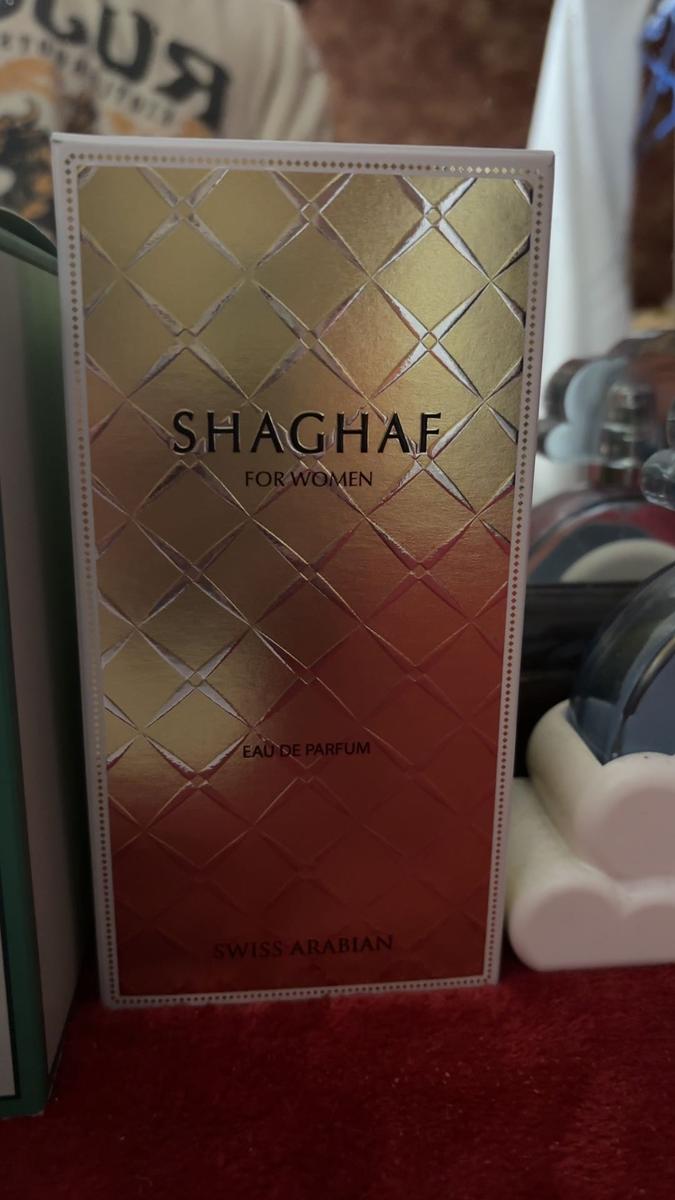 SHAGHAF
FOR WOMEN
EAU DE PARFUM
SWISS ARABIAN